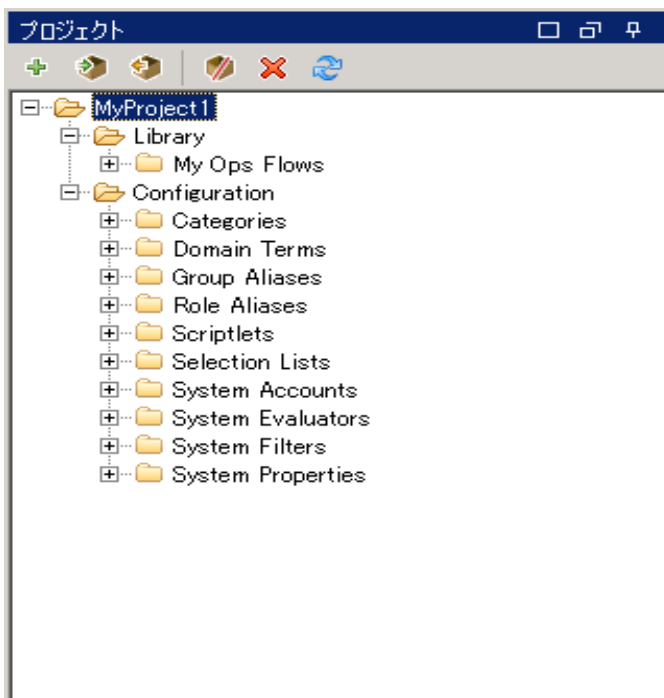 プロジェクト
MyProject1
Library
My Ops Flows
Configuration
Categories
Domain Terms
Group Aliases
Role Aliases
Scriptlets
Selection Lists
System Accounts
System Evaluators
System Filters
System Properties